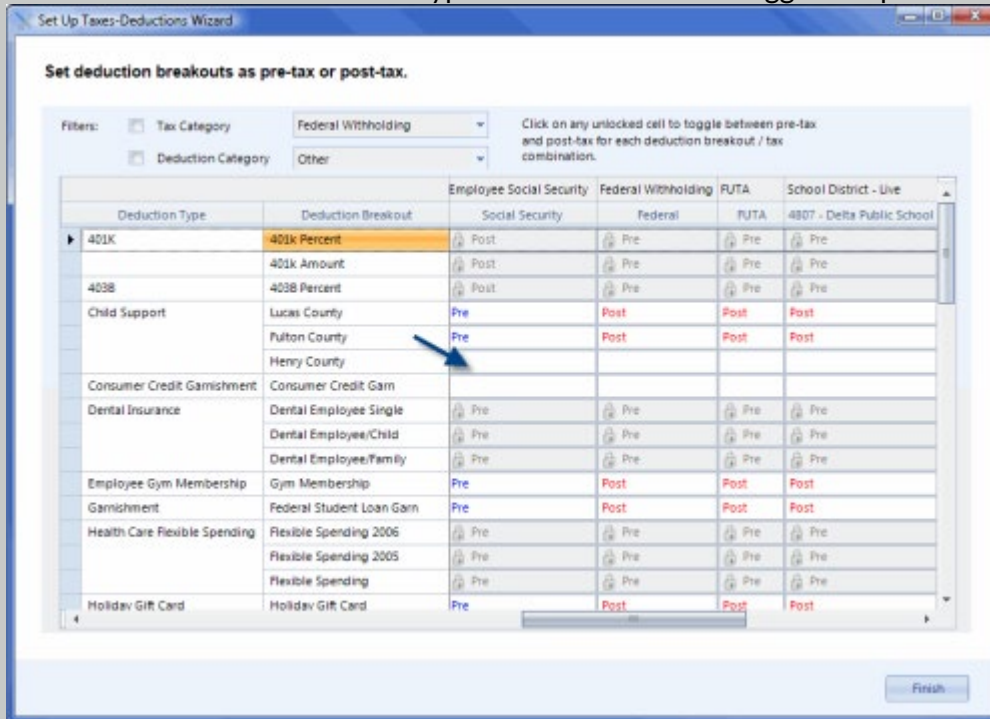 Set Up Taxes-Deductions Wizard
Set deduction breakouts as pre-tax or post-tax.
Filters: Tax Category Federal Withholding
Deduction Category Other
Click on any unlocked cell to toggle between pre-tax
and post-tax for each deduction breakout / tax
combination.
Employee Social Security Federal Withholding FUTA School District - Live
Deduction Type Deduction Breakout Social Security Federal FUTA 4807 - Delta Public School
401K 401k Percent Post Pre Pre Pre
401k Amount Post Pre Pre Pre
403B 403B Percent Post Pre Pre Pre
Child Support Lucas County Pre Post Post Post
Fulton County Pre Post Post Post
Henry County
Consumer Credit Garnishment Consumer Credit Garn
Dental Insurance Dental Employee Single Pre Pre Pre Pre
Dental Employee/Child Pre Pre Pre Pre
Dental Employee/Family Pre Pre Pre Pre
Employee Gym Membership Gym Membership Pre Post Post Post
Garnishment Federal Student Loan Garn Pre Post Post Post
Health Care Flexible Spending Flexible Spending 2006 Pre Pre Pre Pre
Flexible Spending 2005 Pre Pre Pre Pre
Flexible Spending Pre Pre Pre Pre
Holiday Gift Card Holiday Gift Card Pre Post Post Post
Finish